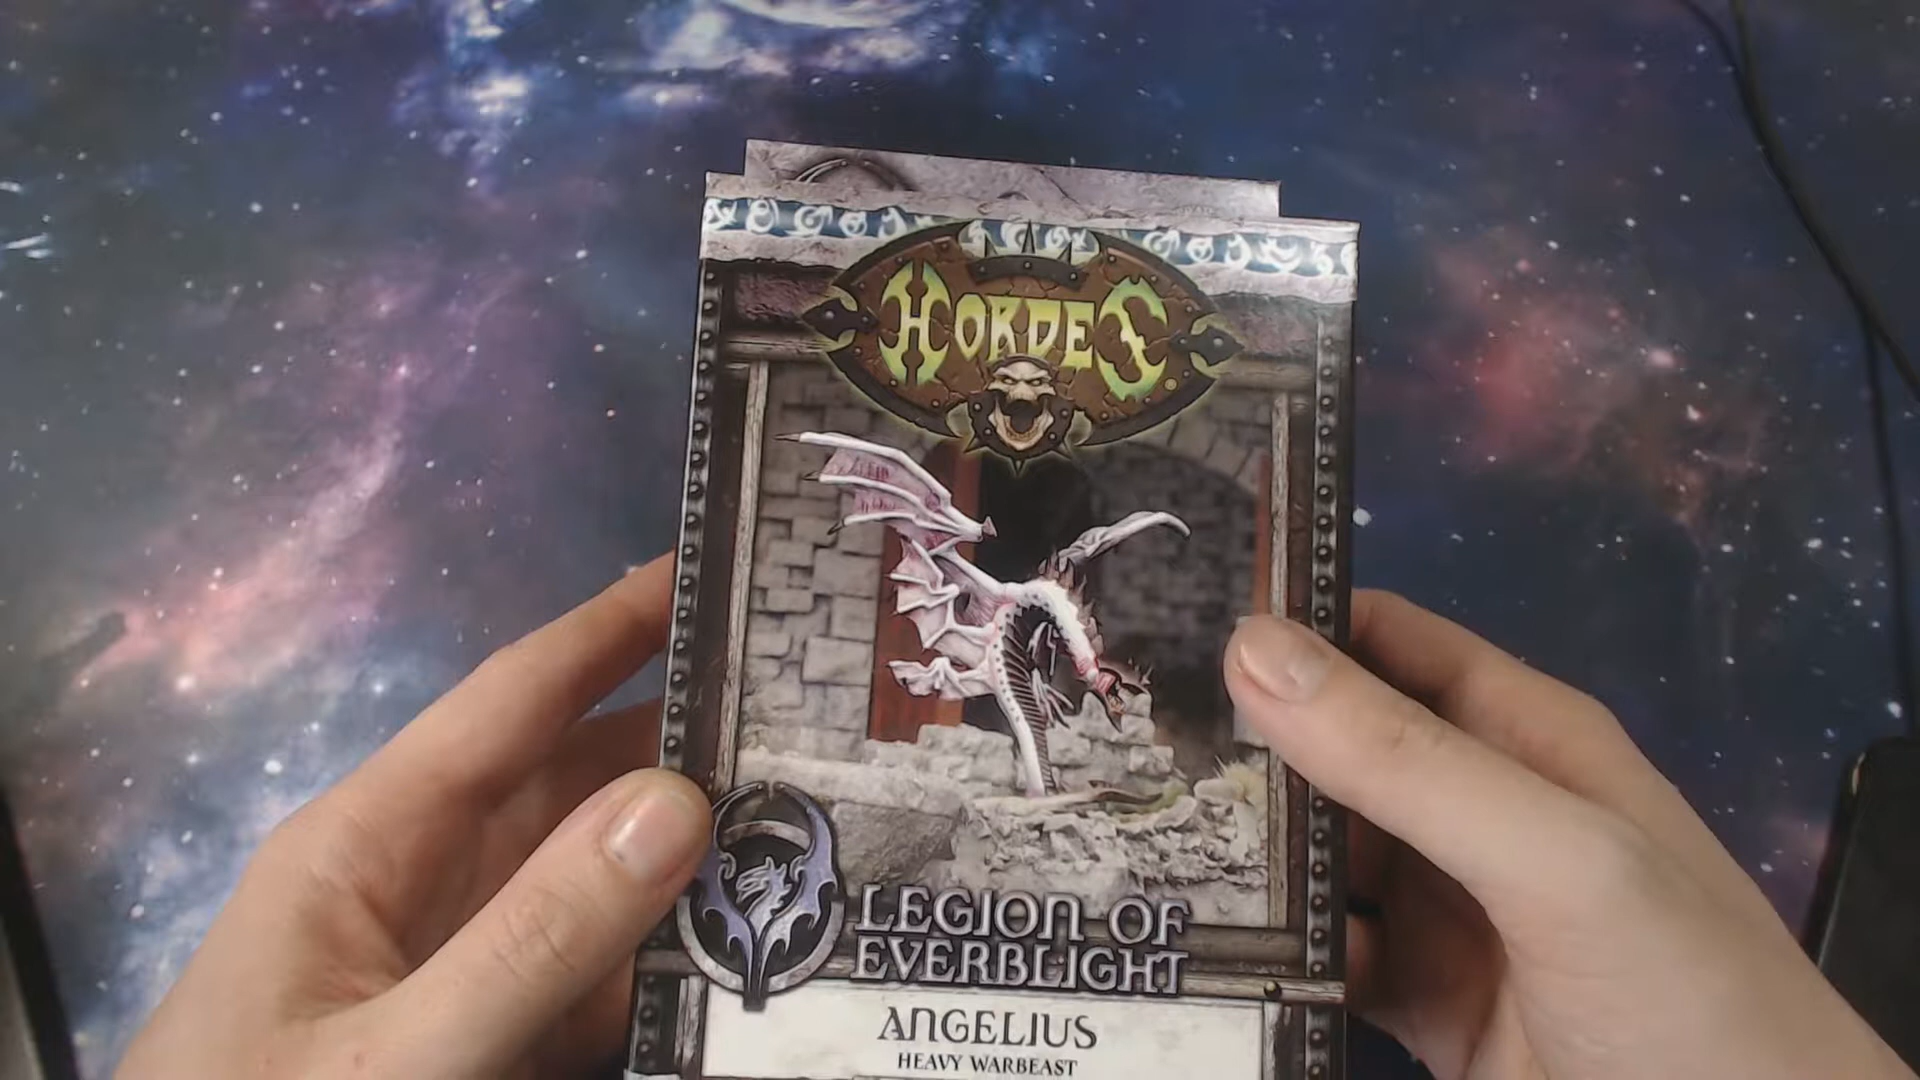 HORDES
LEGION OF
EVERBLIGHT
ANGELIUS
HEAVY WARBEAST